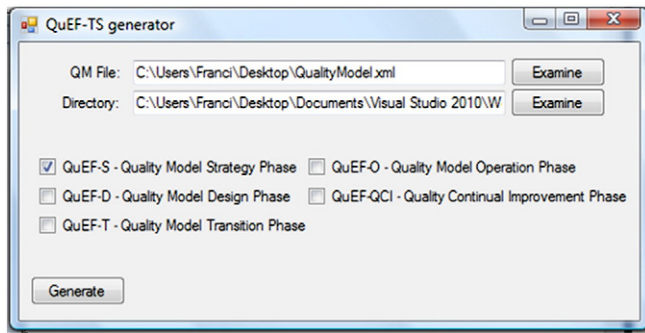 QuEF-TS generator
QM File: C:\Users\Franci\Desktop\QualityModel.xml Examine
Directory: C:\Users\Franci\Desktop\Documents\Visual Studio 2010\W Examine
QuEF-S - Quality Model Strategy Phase QuEF-O - Quality Model Operation Phase
QuEF-D - Quality Model Design Phase QuEF-QCI - Quality Continual Improvement Phase
QuEF-T - Quality Model Transition Phase
Generate